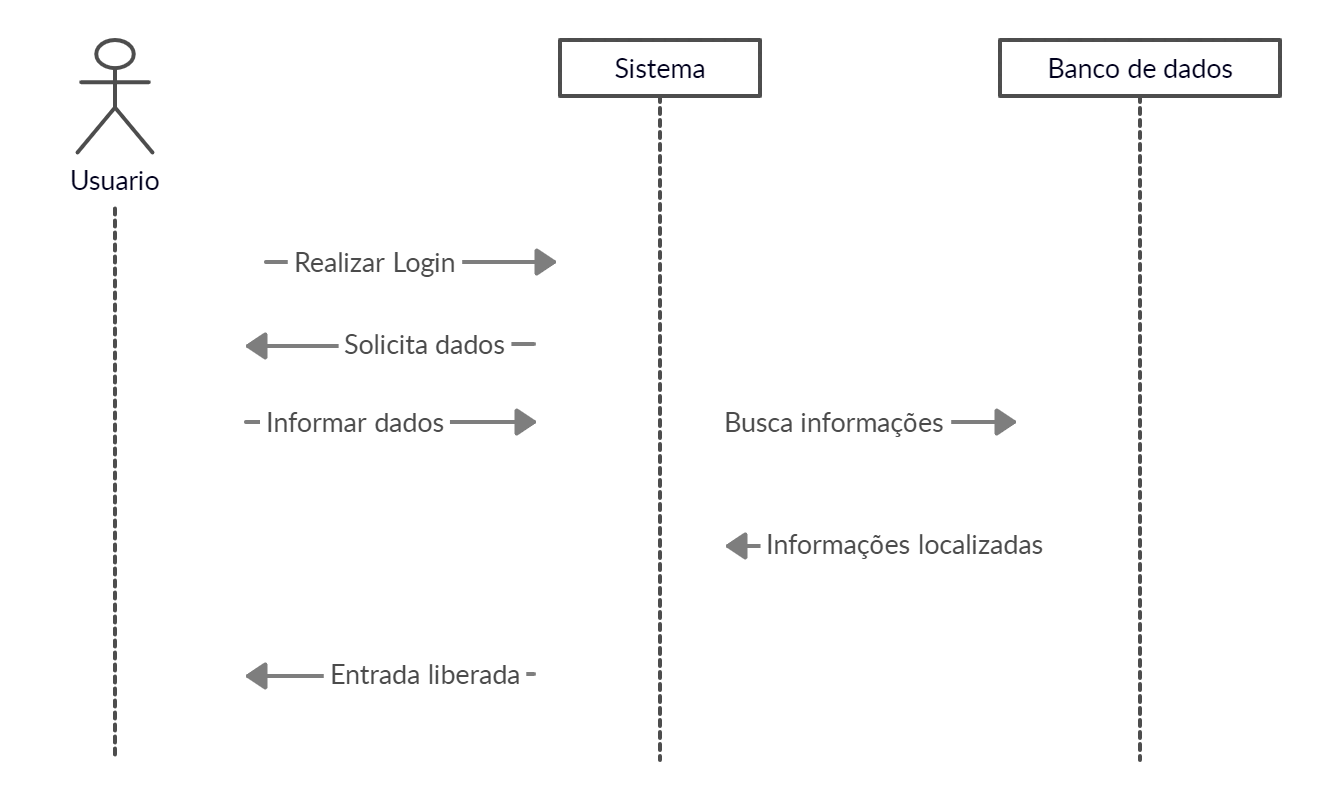 Sistema
Banco de dados
Usuario
Realizar Login
Solicita dados
Informar dados
Busca informações
Informações localizadas
Entrada liberada